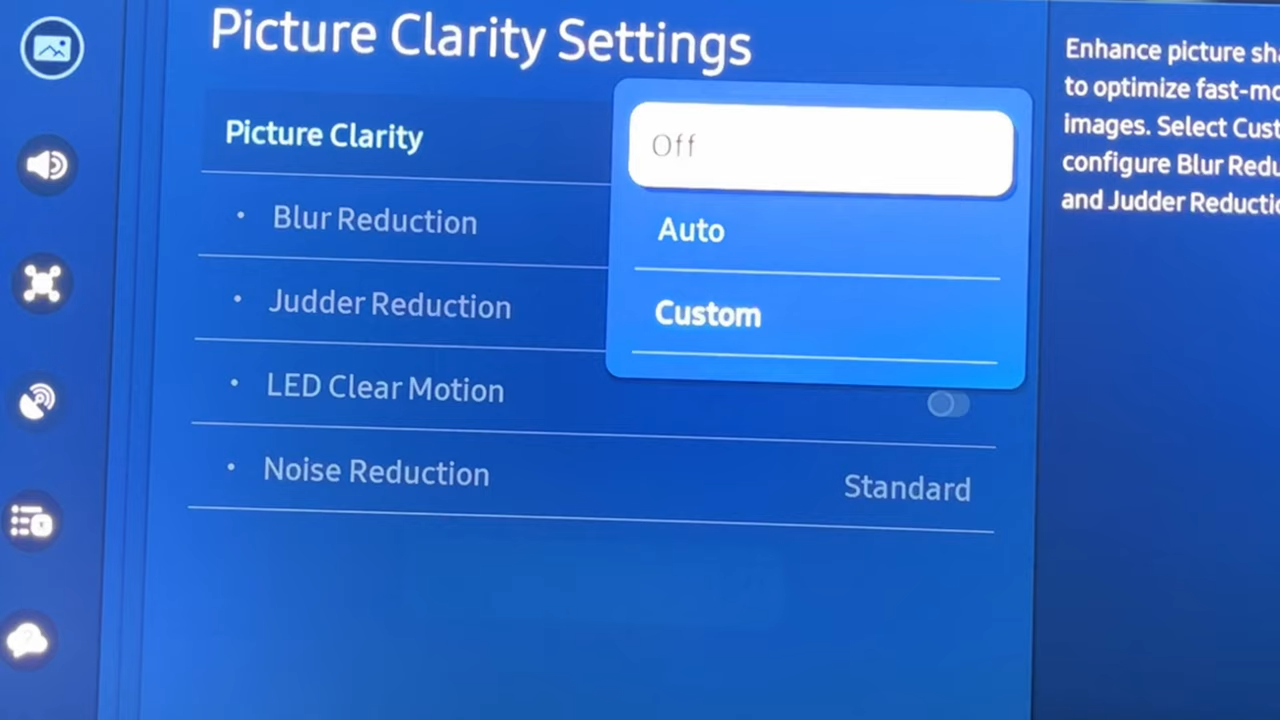 Picture Clarity Settings
Picture Clarity
Off
Auto
Custom
Blur Reduction
Judder Reduction
LED Clear Motion
Noise Reduction
Standard
Enhance picture sh
to optimize fast-mo
images. Select Cust
configure Blur Redu
and Judder Reductio